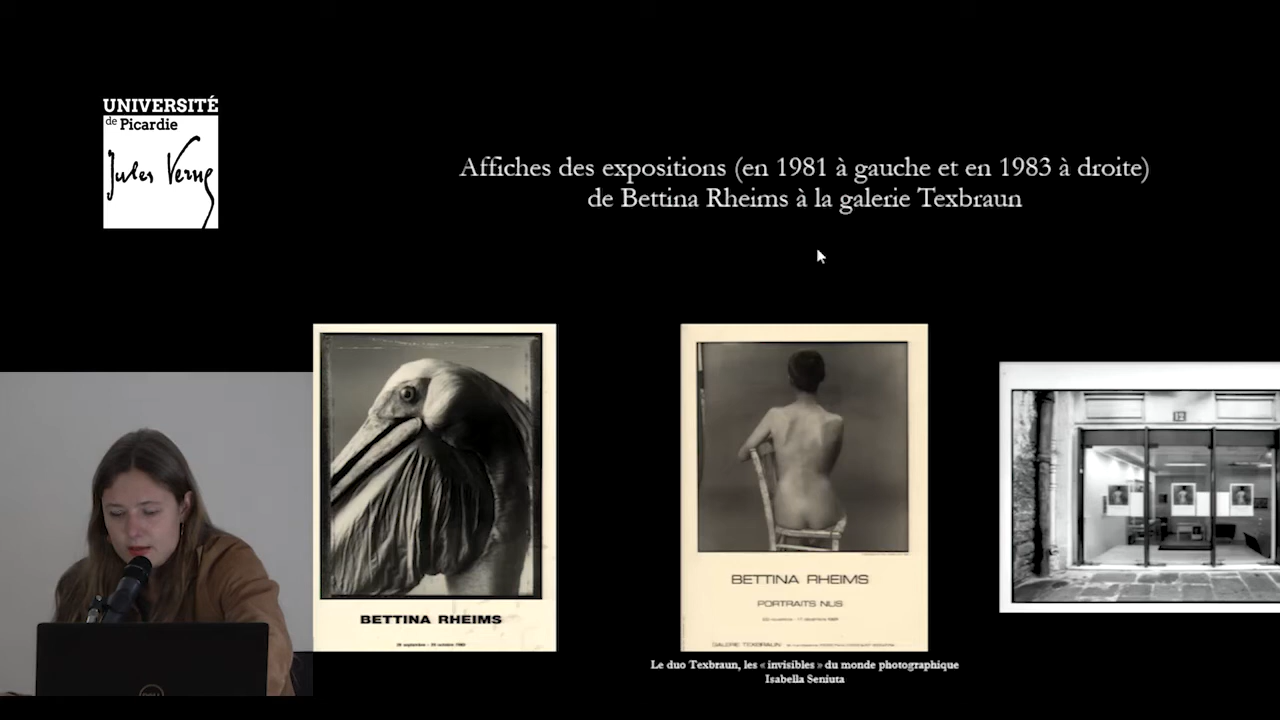 UNIVERSITÉ
de Picardie
Jules Verne
Affiches des expositions (en 1981 à gauche et en 1983 à droite)
de Bettina Rheims à la galerie Texbraun
BETTINA RHEIMS
BETTINA RHEIMS
PORTRAITS NUS
GALERIE TEXBRAUN
12
Le duo Texbraun, les « invisibles » du monde photographique
Isabella Seniuta
DELL